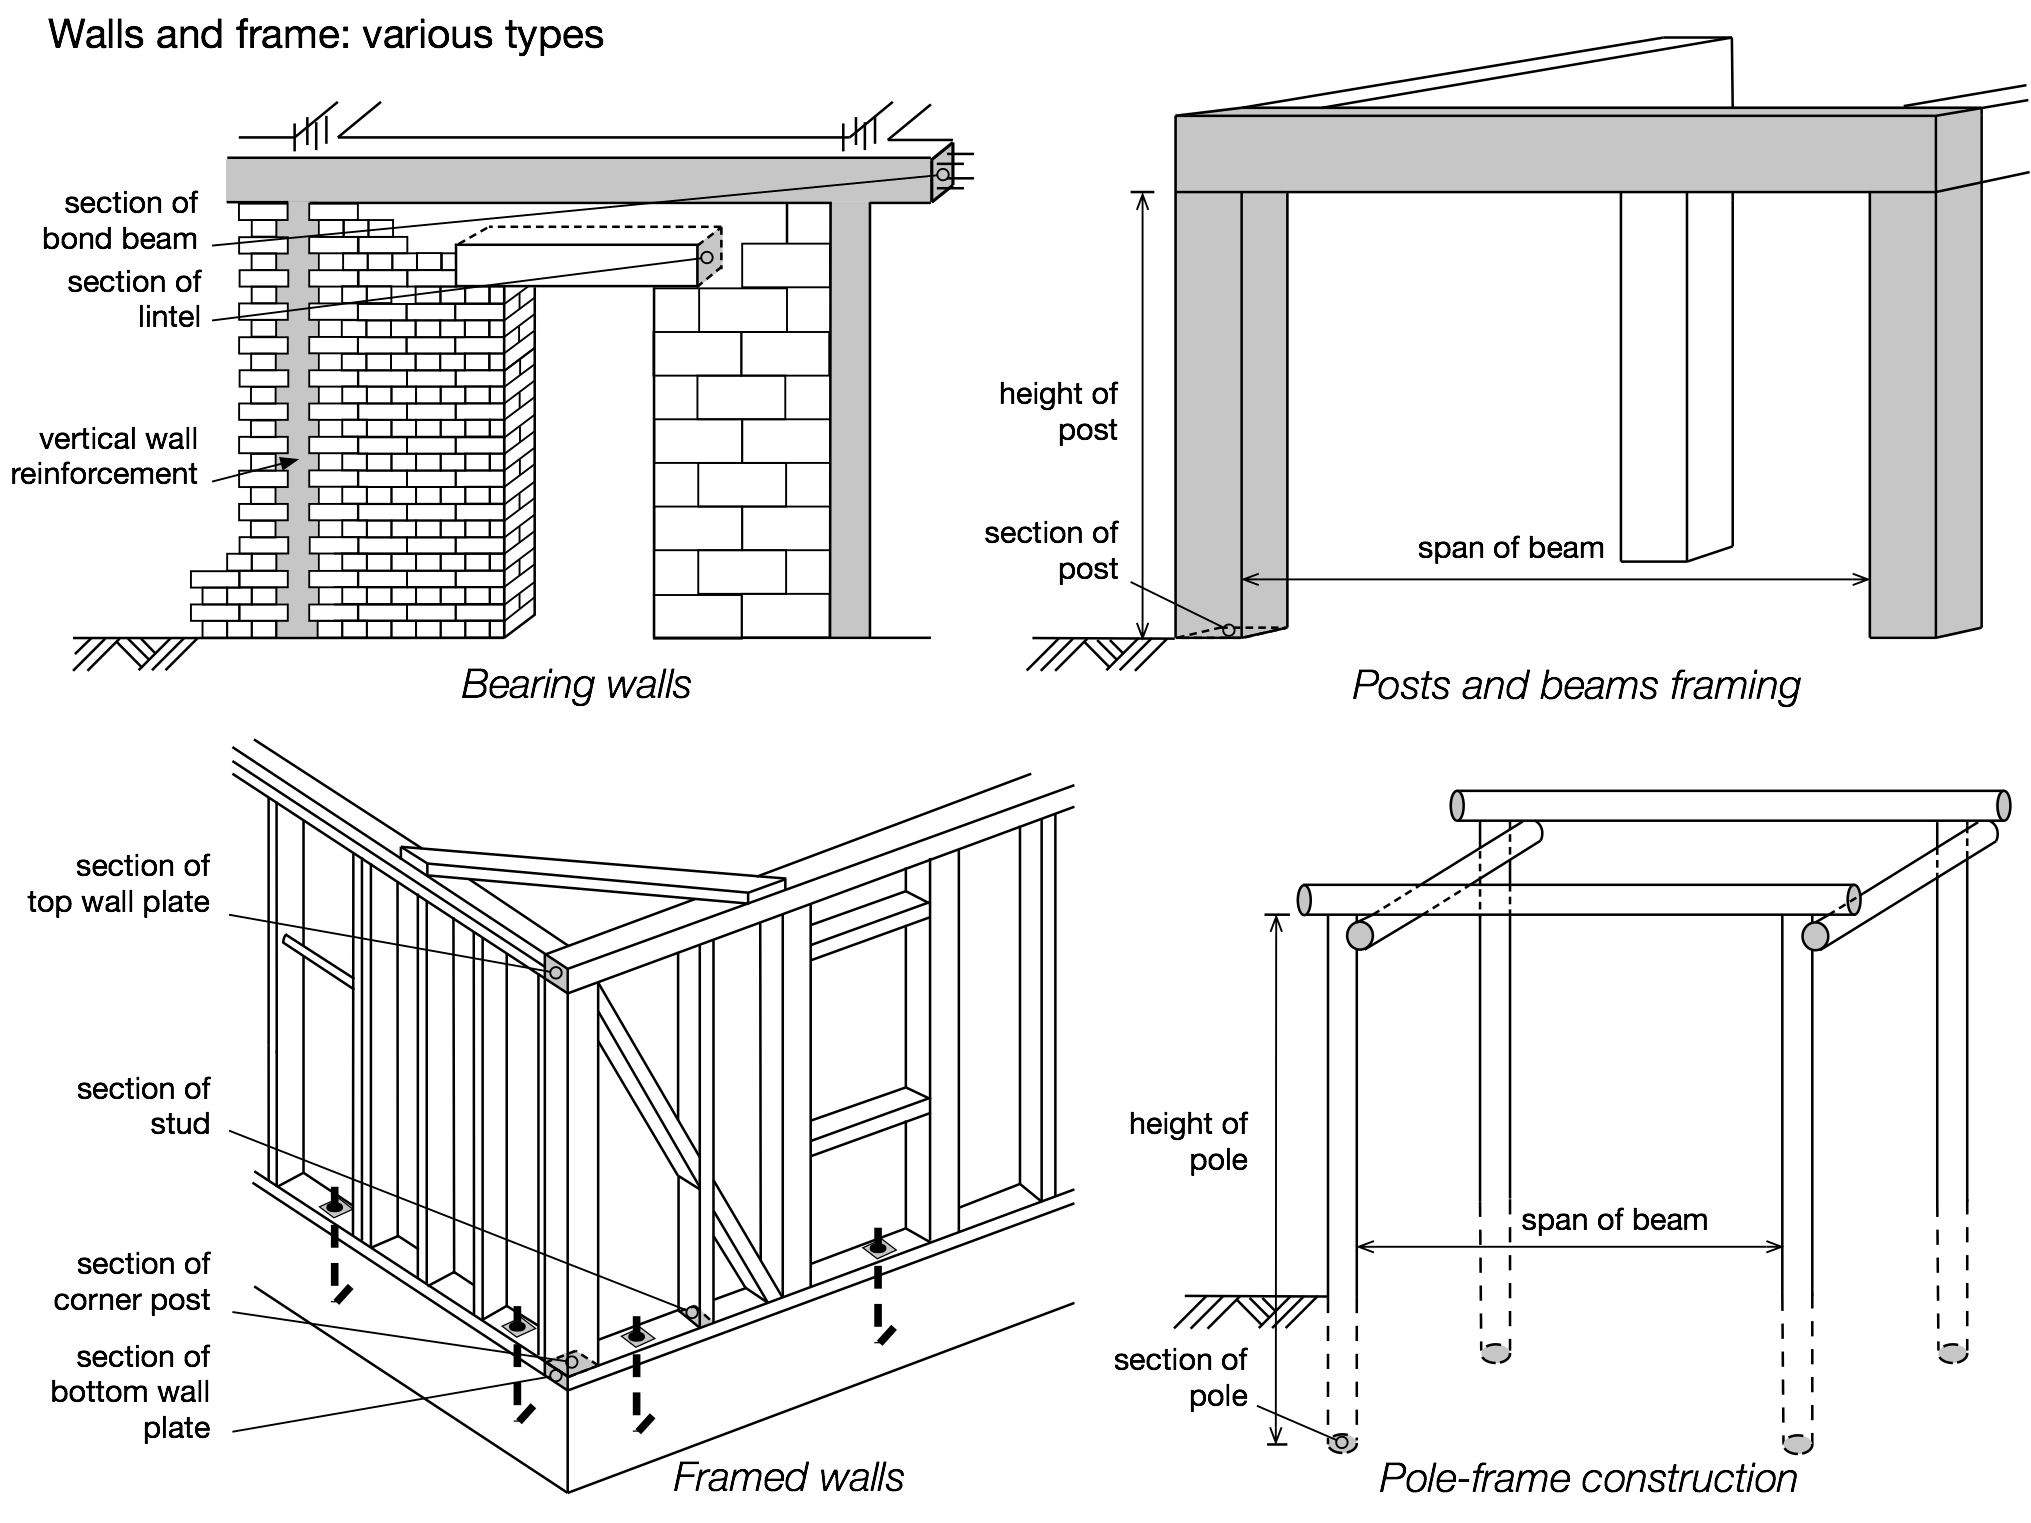 Walls and frame: various types
section of
bond beam
section of
lintel
vertical wall
reinforcement
Bearing walls
height of
post
section of
post
span of beam
Posts and beams framing
section of
top wall plate
section of
stud
section of
corner post
section of
bottom wall
plate
Framed walls
height of
pole
span of beam
section of
pole
Pole-frame construction